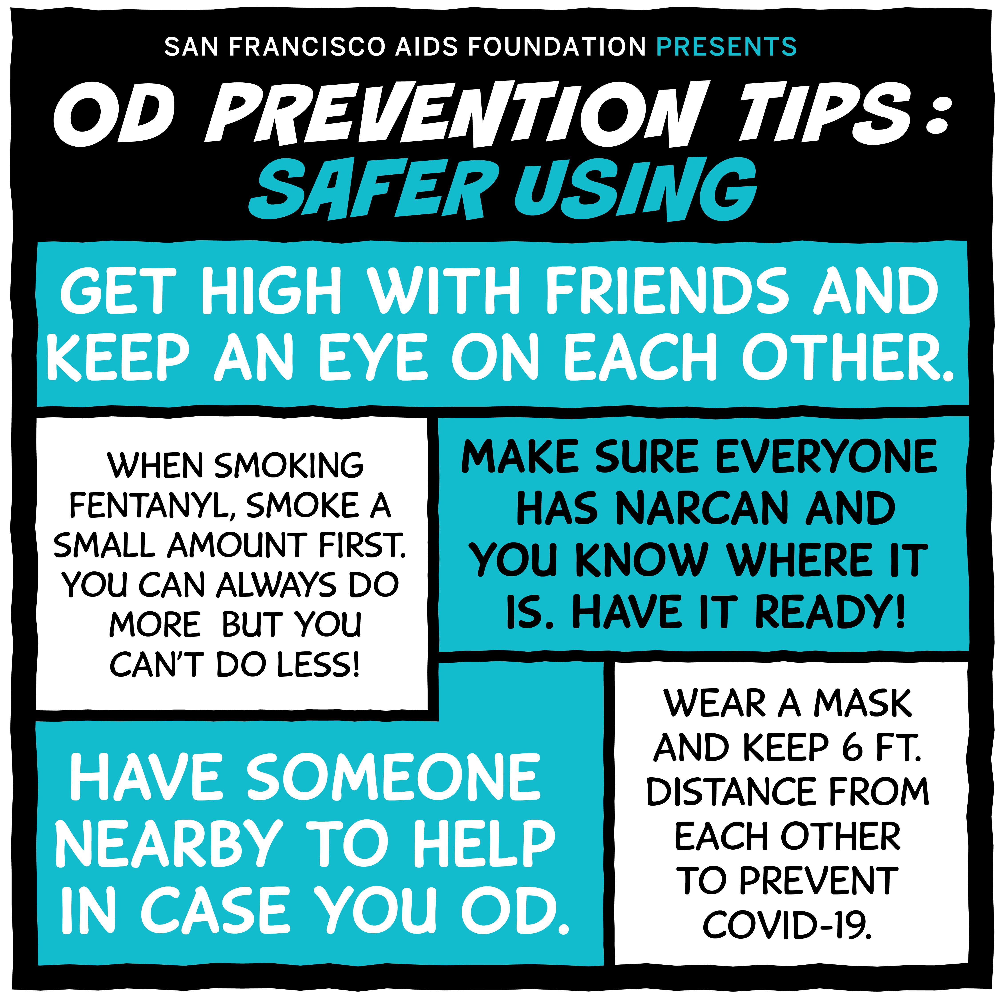 SAN FRANCISCO AIDS FOUNDATION PRESENTS
OD PREVENTION TIPS:
SAFER USING
GET HIGH WITH FRIENDS AND
KEEP AN EYE ON EACH OTHER.
WHEN SMOKING
FENTANYL, SMOKE A
SMALL AMOUNT FIRST.
YOU CAN ALWAYS DO
MORE BUT YOU
CAN'T DO LESS!
MAKE SURE EVERYONE
HAS NARCAN AND
YOU KNOW WHERE IT
IS. HAVE IT READY!
HAVE SOMEONE
NEARBY TO HELP
IN CASE YOU OD.
WEAR A MASK
AND KEEP 6 FT.
DISTANCE FROM
EACH OTHER
TO PREVENT
COVID-19.